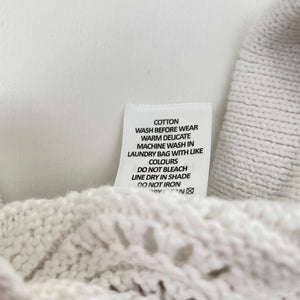 COTTON
WASH BEFORE WEAR
WARM DELICATE
MACHINE WASH IN
LAUNDRY BAG WITH LIKE
COLOURS
DO NOT BLEACH
LINE DRY IN SHADE
DO NOT IRON